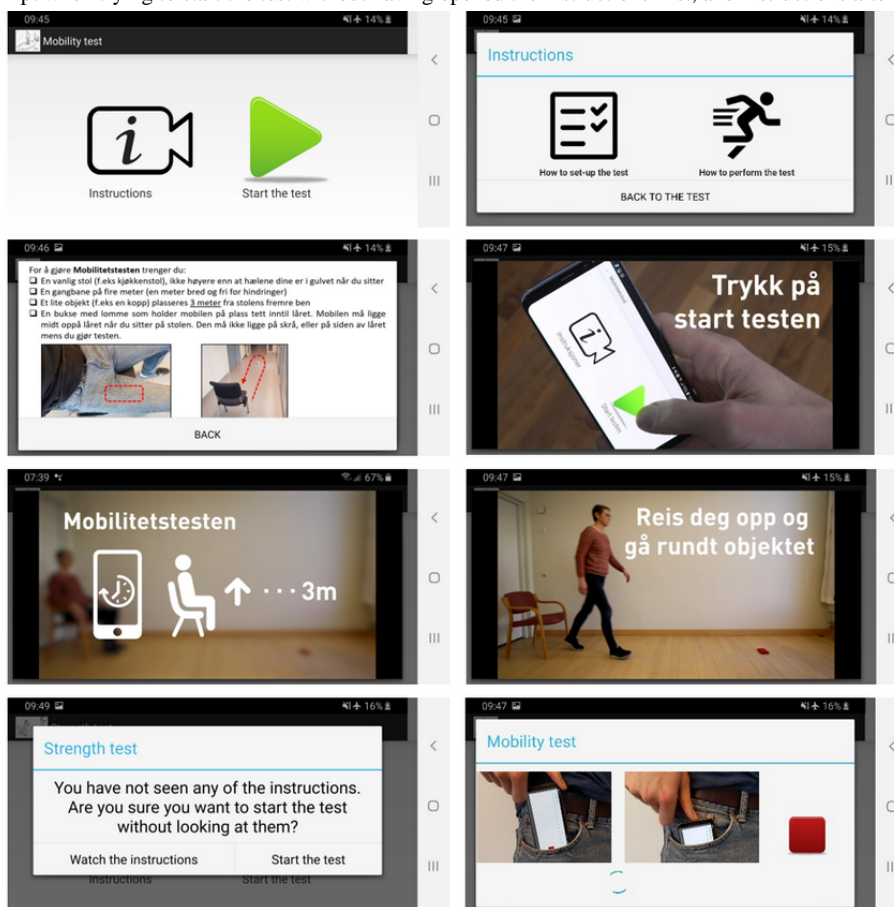 09:45
14%
Mobility test
Instructions
Start the test
09:45
14%
Instructions
How to set-up the test
How to perform the test
BACK TO THE TEST
09:46
14%
For å gjøre Mobilitetstesten trenger du:
En vanlig stol (f.eks kjøkkenstol), ikke høyere enn at hælene dine er i gulvet når du sitter
En gangbane på fire meter (en meter bred og fri for hindringer)
Et lite objekt (f.eks en kopp) plasseres 3 meter fra stolens fremre ben
En bukse med lomme som holder mobilen på plass tett inntil låret. Mobilen må ligge
midt oppå låret når du sitter på stolen. Den må ikke ligge på skrå, eller på siden av låret
mens du gjør testen.
BACK
09:47
15%
Trykk på
start testen
Instruksjoner
Start testen
07:39
67%
Mobilitetstesten
3m
09:47
15%
Reis deg opp og
gå rundt objektet
09:49
16%
Strength test
You have not seen any of the instructions.
Are you sure you want to start the test
without looking at them?
Watch the instructions
Start the test
Instructions
Start the test
09:47
16%
Mobility test